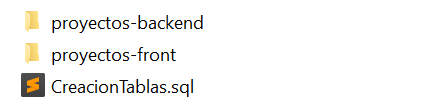 proyectos-backend
proyectos-front
CreacionTablas.sql